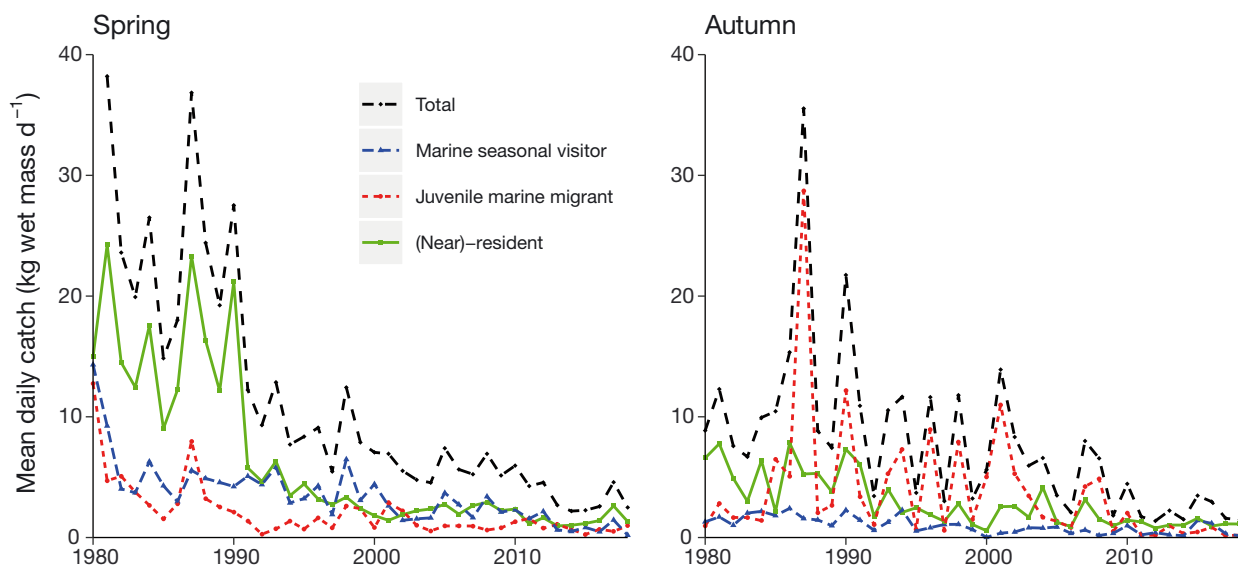 Spring
Autumn
Mean daily catch (kg wet mass d⁻¹)
40
30
20
10
0
1980
1990
2000
2010
Total
Marine seasonal visitor
Juvenile marine migrant
(Near)–resident
40
30
20
10
0
1980
1990
2000
2010